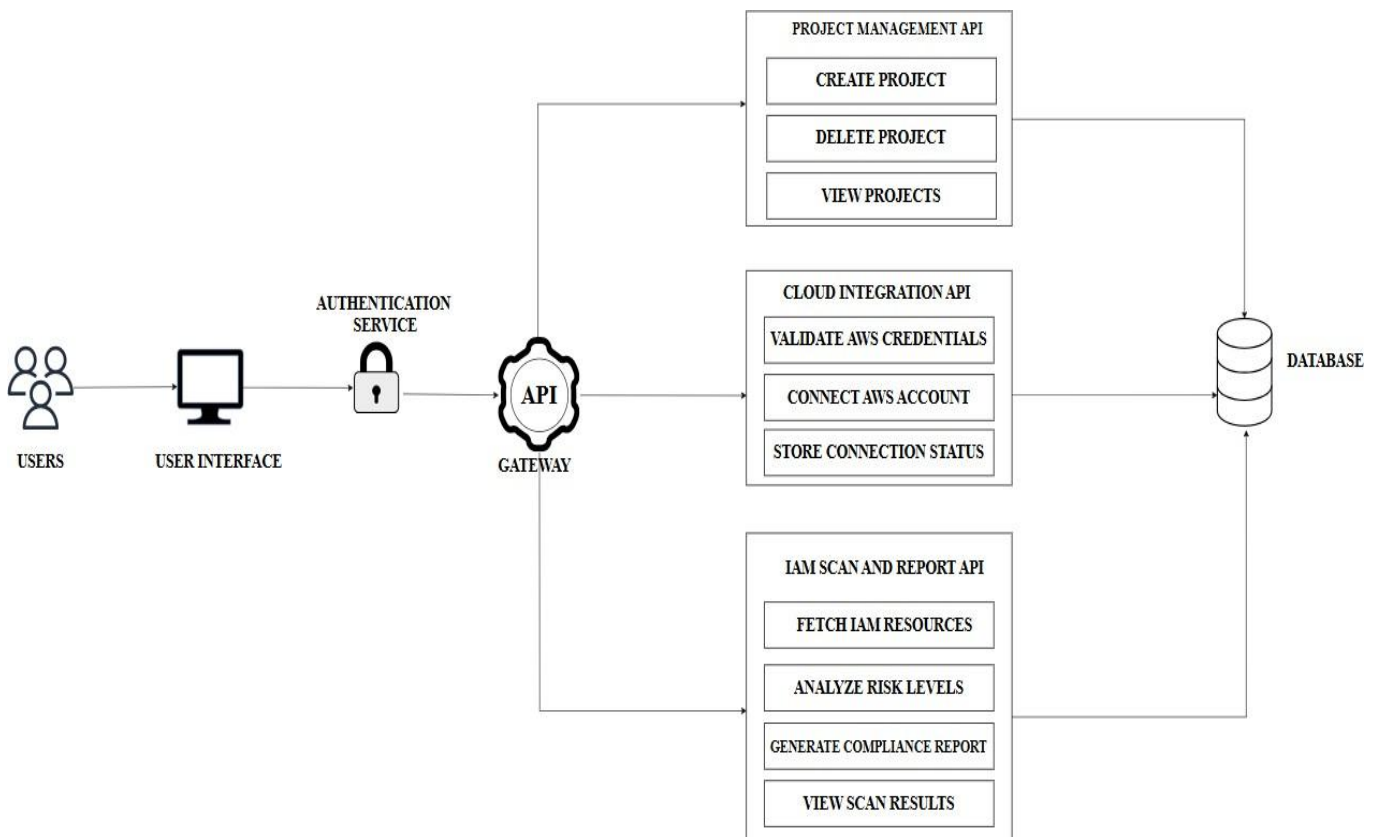 USERS
USER INTERFACE
AUTHENTICATION
SERVICE
API
GATEWAY
PROJECT MANAGEMENT API
CREATE PROJECT
DELETE PROJECT
VIEW PROJECTS
CLOUD INTEGRATION API
VALIDATE AWS CREDENTIALS
CONNECT AWS ACCOUNT
STORE CONNECTION STATUS
IAM SCAN AND REPORT API
FETCH IAM RESOURCES
ANALYZE RISK LEVELS
GENERATE COMPLIANCE REPORT
VIEW SCAN RESULTS
DATABASE